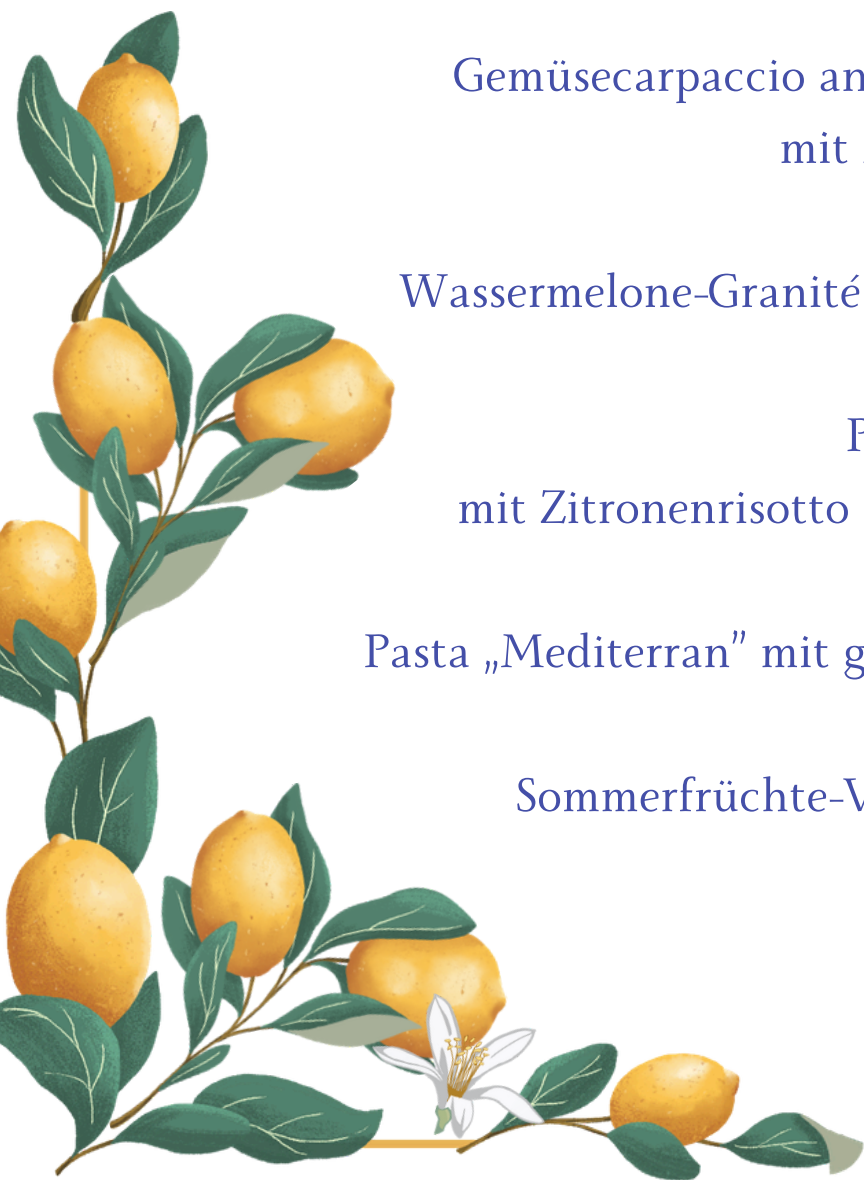 Gemüsecarpaccio an
mit
Wassermelone-Granité
P
mit Zitronenrisotto
Pasta „Mediterran” mit g
Sommerfrüchte-V